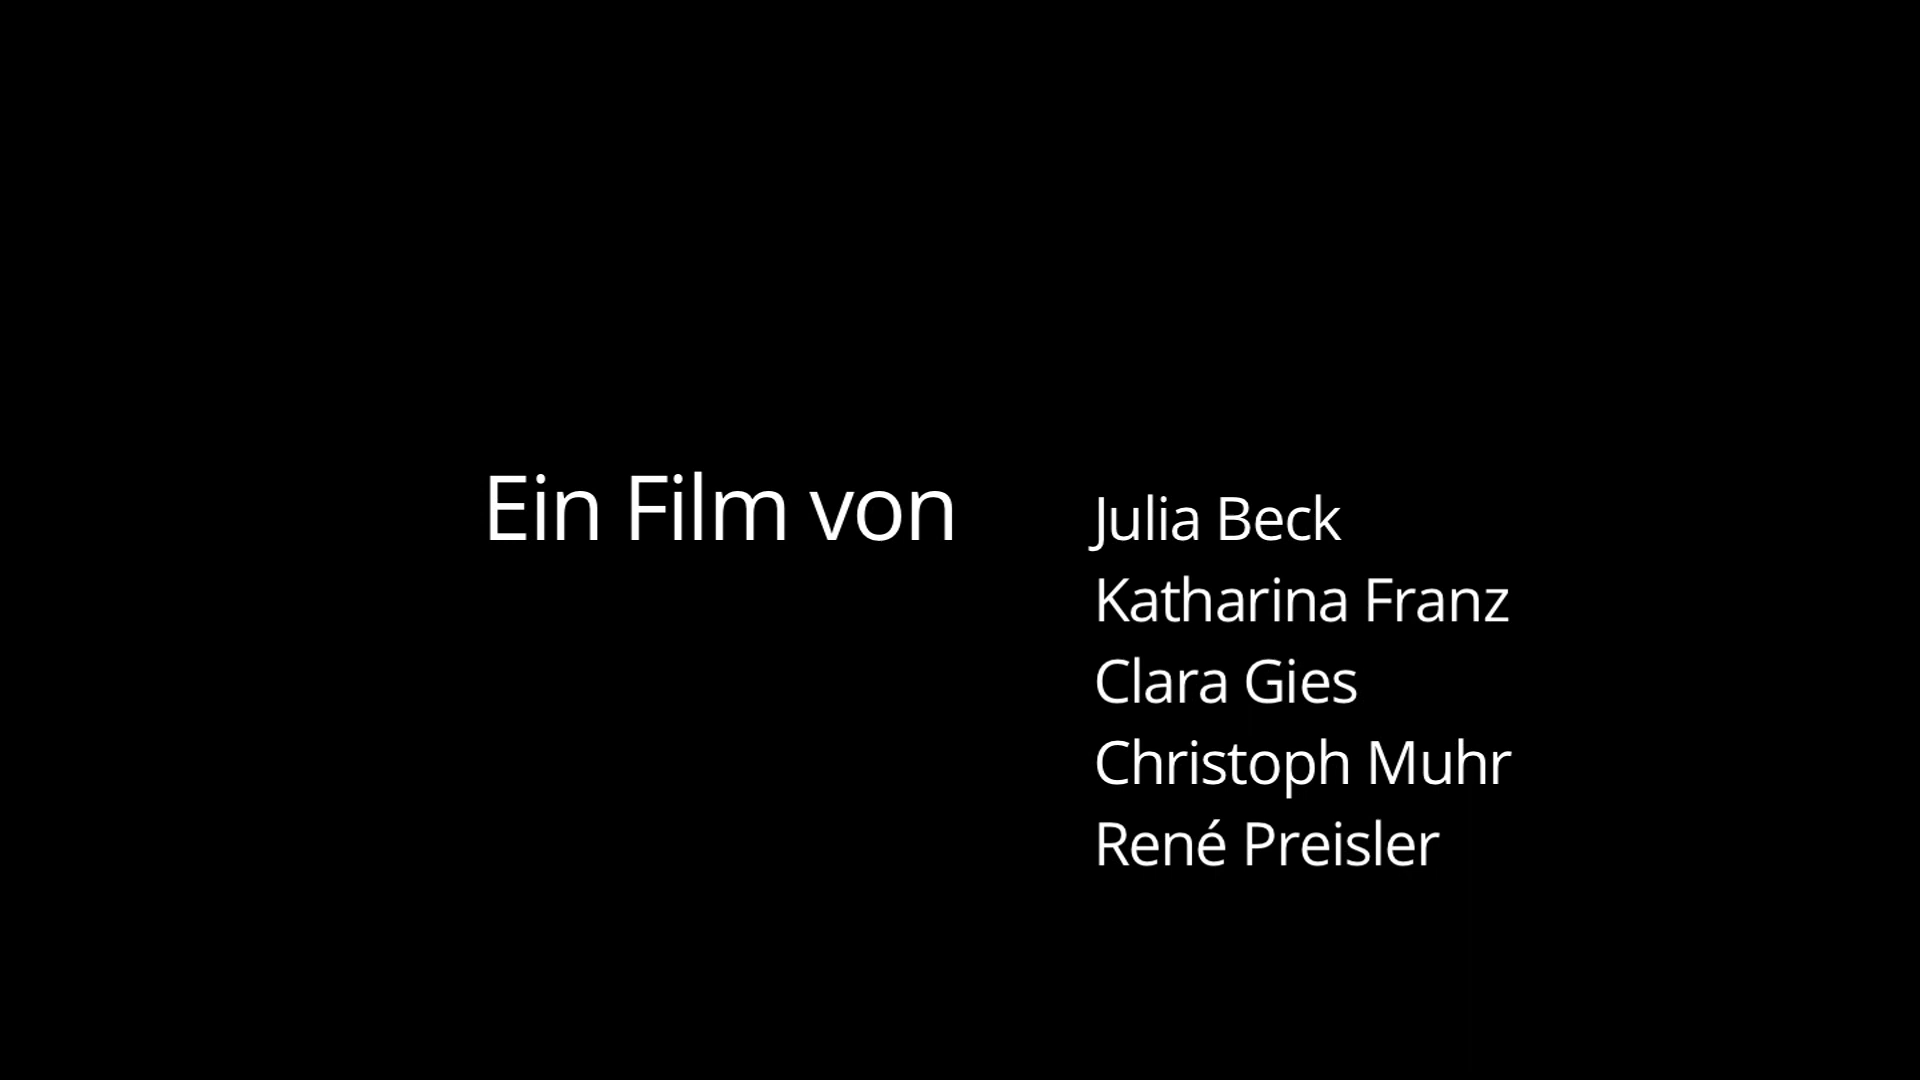 Ein Film von
Julia Beck
Katharina Franz
Clara Gies
Christoph Muhr
René Preisler